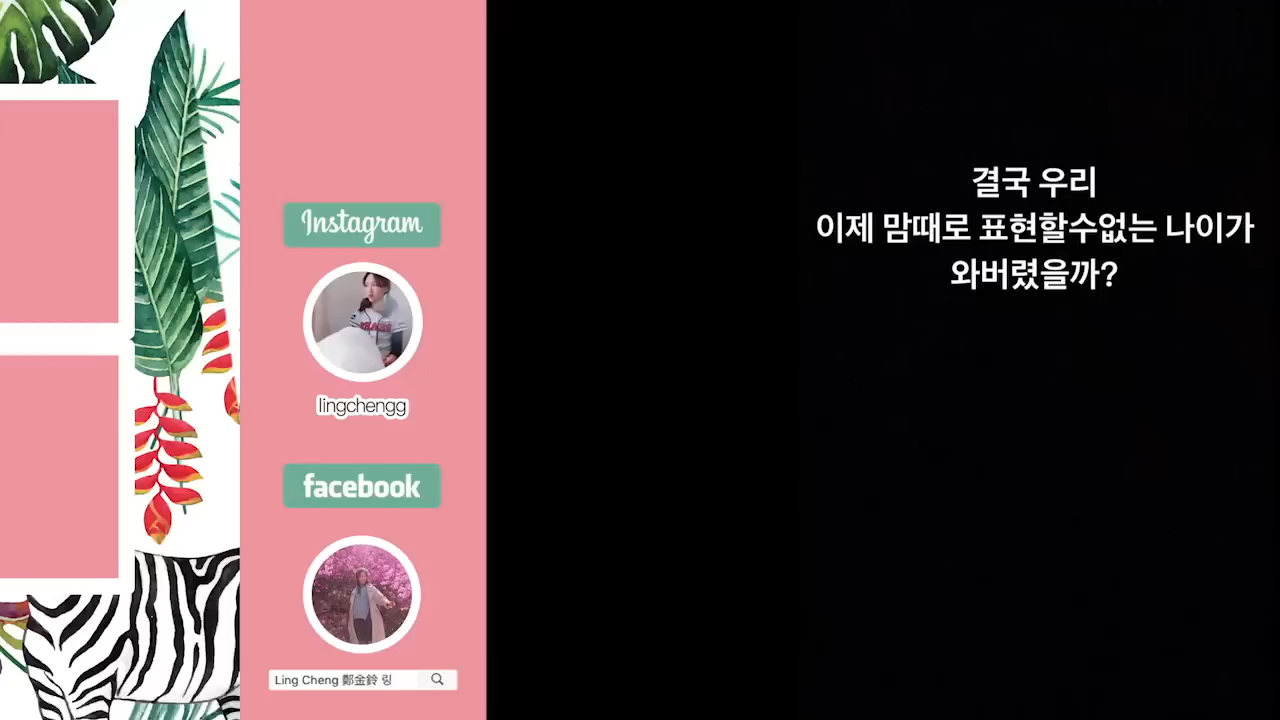 Instagram
lingchengg
facebook
Ling Cheng 鄭金鈴 링
결국 우리
이제 맘때로 표현할수없는 나이가
와버렸을까?